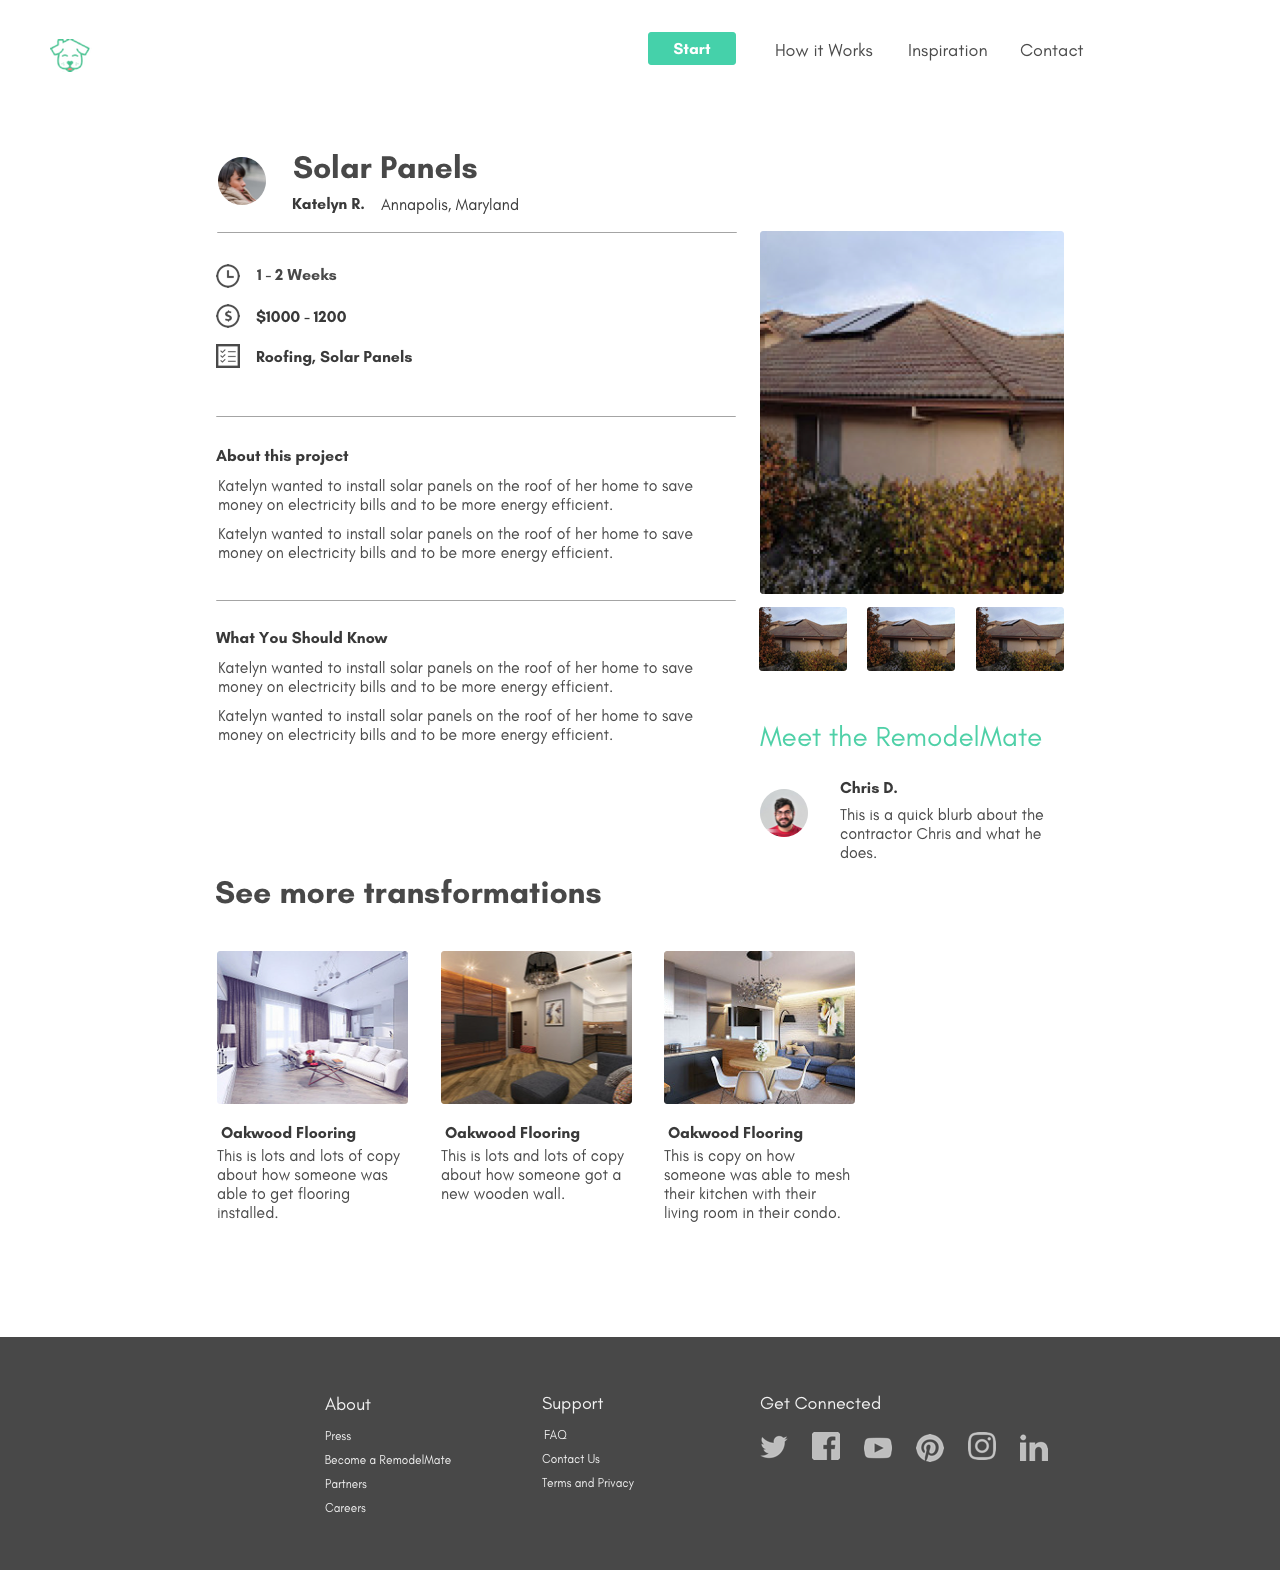 Start
How it Works
Inspiration
Contact
Solar Panels
Katelyn R.
Annapolis, Maryland
1 - 2 Weeks
$1000 - 1200
Roofing, Solar Panels
About this project
Katelyn wanted to install solar panels on the roof of her home to save
money on electricity bills and to be more energy efficient.
Katelyn wanted to install solar panels on the roof of her home to save
money on electricity bills and to be more energy efficient.
What You Should Know
Katelyn wanted to install solar panels on the roof of her home to save
money on electricity bills and to be more energy efficient.
Katelyn wanted to install solar panels on the roof of her home to save
money on electricity bills and to be more energy efficient.
Meet the RemodelMate
Chris D.
This is a quick blurb about the
contractor Chris and what he
does.
See more transformations
Oakwood Flooring
This is lots and lots of copy
about how someone was
able to get flooring
installed.
Oakwood Flooring
This is lots and lots of copy
about how someone got a
new wooden wall.
Oakwood Flooring
This is copy on how
someone was able to mesh
their kitchen with their
living room in their condo.
About
Press
Become a RemodelMate
Partners
Careers
Support
FAQ
Contact Us
Terms and Privacy
Get Connected